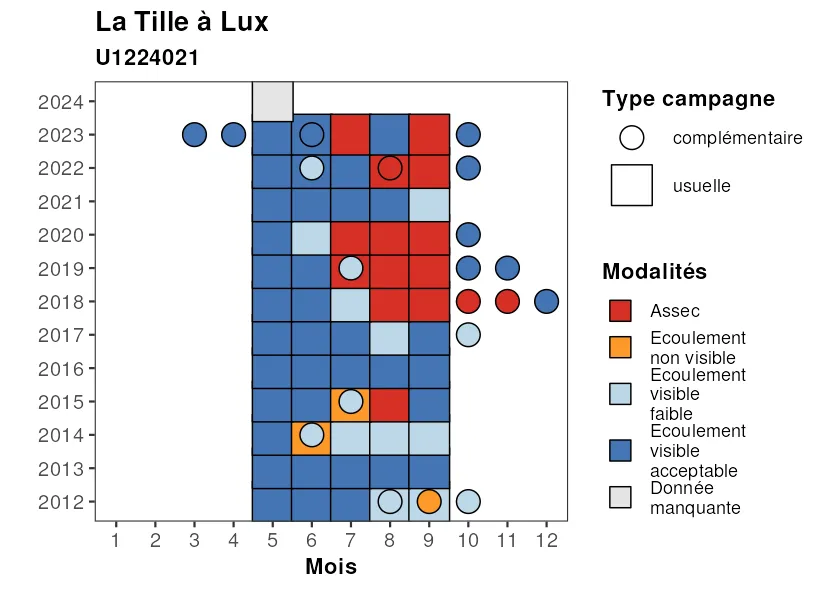 La Tille à Lux
U1224021
2024
2023
2022
2021
2020
2019
2018
2017
2016
2015
2014
2013
2012
1 2 3 4 5 6 7 8 9 10 11 12
Mois
Type campagne
complémentaire
usuelle
Modalités
Assec
Ecoulement
non visible
Ecoulement
visible
faible
Ecoulement
visible
acceptable
Donnée
manquante